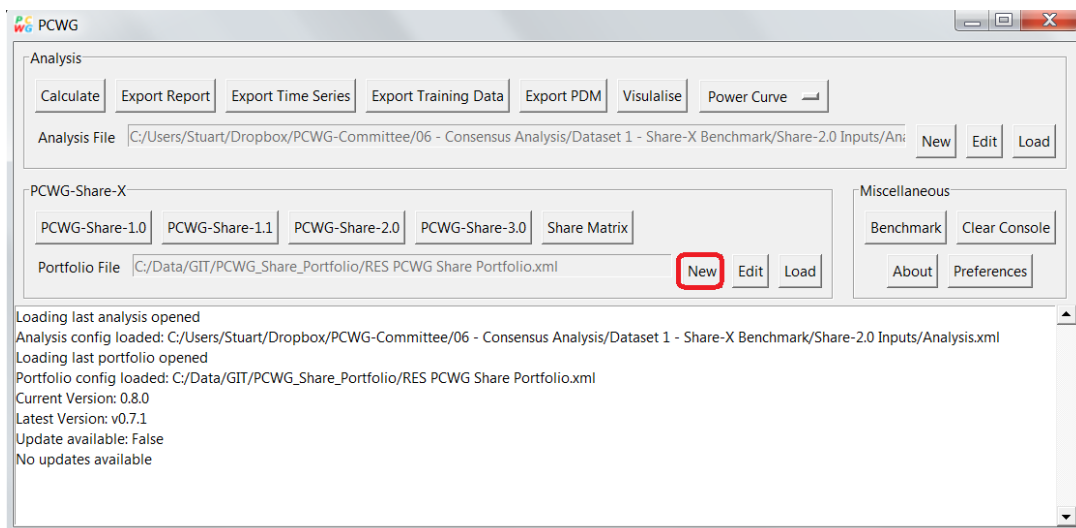 PCWG
Analysis
Calculate Export Report Export Time Series Export Training Data Export PDM Visulalise Power Curve
Analysis File C:/Users/Stuart/Dropbox/PCWG-Committee/06 - Consensus Analysis/Dataset 1 - Share-X Benchmark/Share-2.0 Inputs/Ana New Edit Load
PCWG-Share-X Miscellaneous
PCWG-Share-1.0 PCWG-Share-1.1 PCWG-Share-2.0 PCWG-Share-3.0 Share Matrix Benchmark Clear Console
Portfolio File C:/Data/GIT/PCWG_Share_Portfolio/RES PCWG Share Portfolio.xml New Edit Load About Preferences
Loading last analysis opened
Analysis config loaded: C:/Users/Stuart/Dropbox/PCWG-Committee/06 - Consensus Analysis/Dataset 1 - Share-X Benchmark/Share-2.0 Inputs/Analysis.xml
Loading last portfolio opened
Portfolio config loaded: C:/Data/GIT/PCWG_Share_Portfolio/RES PCWG Share Portfolio.xml
Current Version: 0.8.0
Latest Version: v0.7.1
Update available: False
No updates available